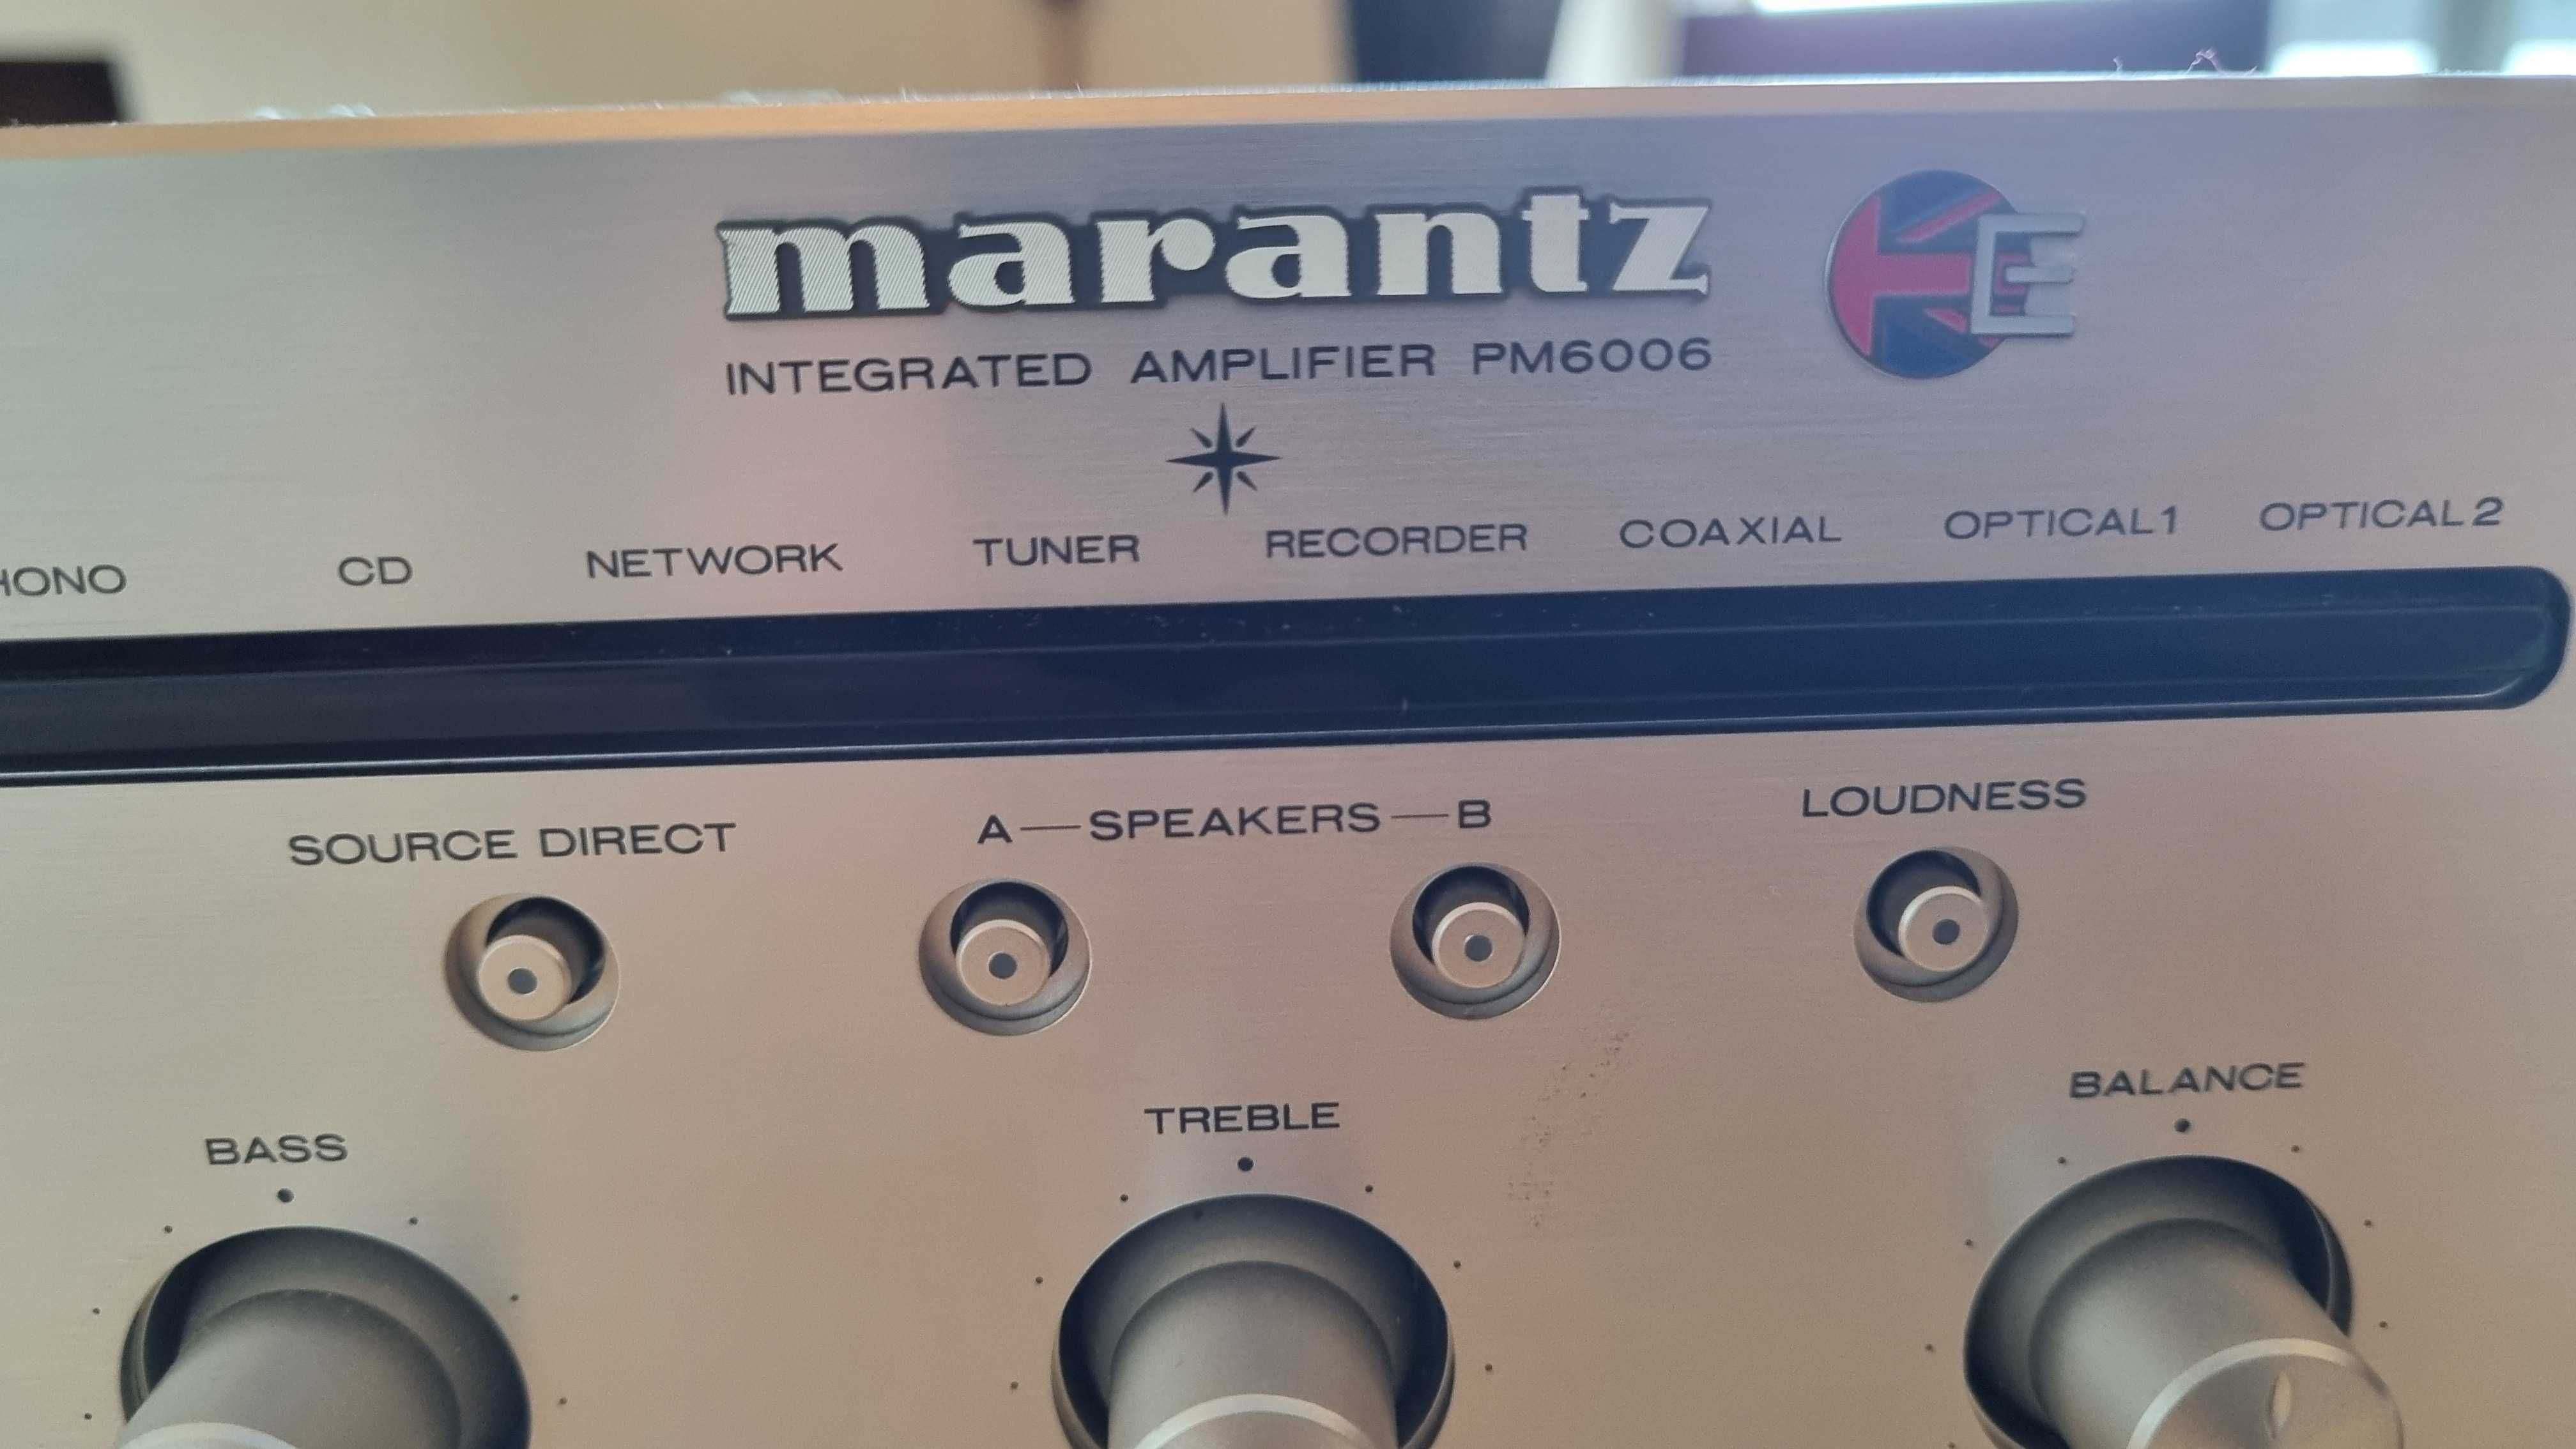 marantz
E
INTEGRATED AMPLIFIER PM6006
HONO CD NETWORK TUNER RECORDER COAXIAL OPTICAL1 OPTICAL2
SOURCE DIRECT A—SPEAKERS—B LOUDNESS
BASS TREBLE BALANCE